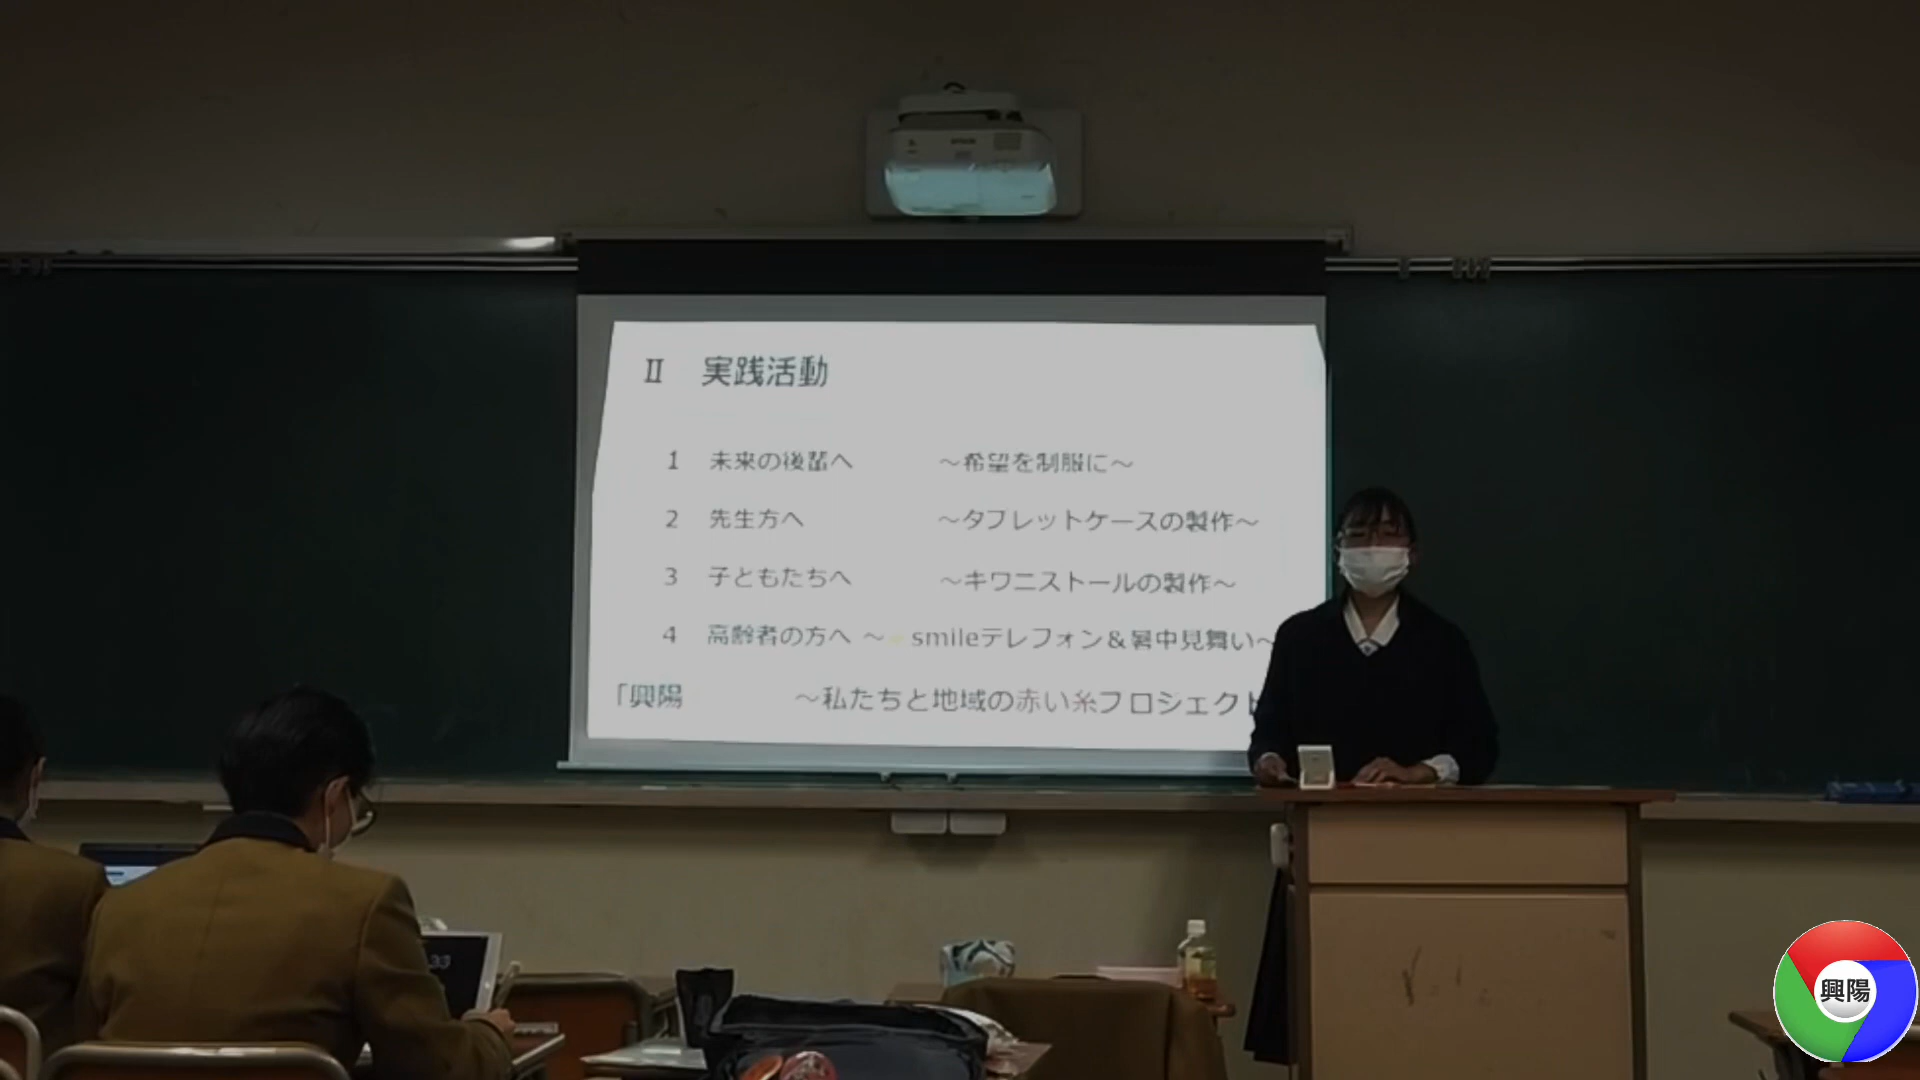 Ⅱ 実践活動
1 未来の後輩へ ～希望を制服に～
2 先生方へ ～タブレットケースの製作～
3 子どもたちへ ～キワニストールの製作～
4 高齢者の方へ ～ smileテレフォン＆暑中見舞い～
「興陽 ～私たちと地域の赤い糸プロジェクト
33
興陽